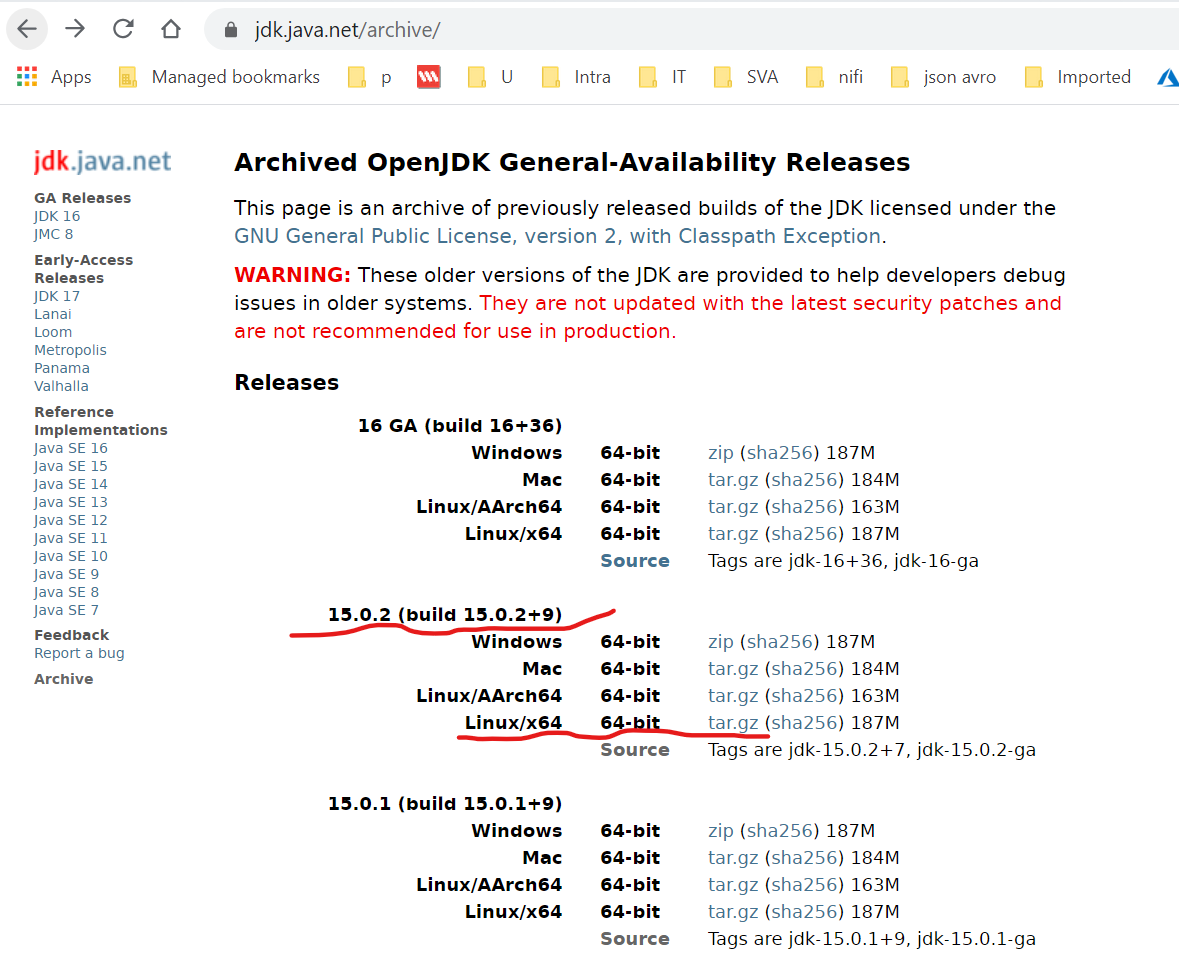 jdk.java.net/archive/
Apps Managed bookmarks p U Intra IT SVA nifi json avro Imported
jdk.java.net
GA Releases
JDK 16
JMC 8
Early-Access
Releases
JDK 17
Lanai
Loom
Metropolis
Panama
Valhalla
Reference
Implementations
Java SE 16
Java SE 15
Java SE 14
Java SE 13
Java SE 12
Java SE 11
Java SE 10
Java SE 9
Java SE 8
Java SE 7
Feedback
Report a bug
Archive
Archived OpenJDK General-Availability Releases
This page is an archive of previously released builds of the JDK licensed under the
GNU General Public License, version 2, with Classpath Exception.
WARNING: These older versions of the JDK are provided to help developers debug
issues in older systems. They are not updated with the latest security patches and
are not recommended for use in production.
Releases
16 GA (build 16+36)
Windows 64-bit zip (sha256) 187M
Mac 64-bit tar.gz (sha256) 184M
Linux/AArch64 64-bit tar.gz (sha256) 163M
Linux/x64 64-bit tar.gz (sha256) 187M
Source Tags are jdk-16+36, jdk-16-ga
15.0.2 (build 15.0.2+9)
Windows 64-bit zip (sha256) 187M
Mac 64-bit tar.gz (sha256) 184M
Linux/AArch64 64-bit tar.gz (sha256) 163M
Linux/x64 64-bit tar.gz (sha256) 187M
Source Tags are jdk-15.0.2+7, jdk-15.0.2-ga
15.0.1 (build 15.0.1+9)
Windows 64-bit zip (sha256) 187M
Mac 64-bit tar.gz (sha256) 184M
Linux/AArch64 64-bit tar.gz (sha256) 163M
Linux/x64 64-bit tar.gz (sha256) 187M
Source Tags are jdk-15.0.1+9, jdk-15.0.1-ga